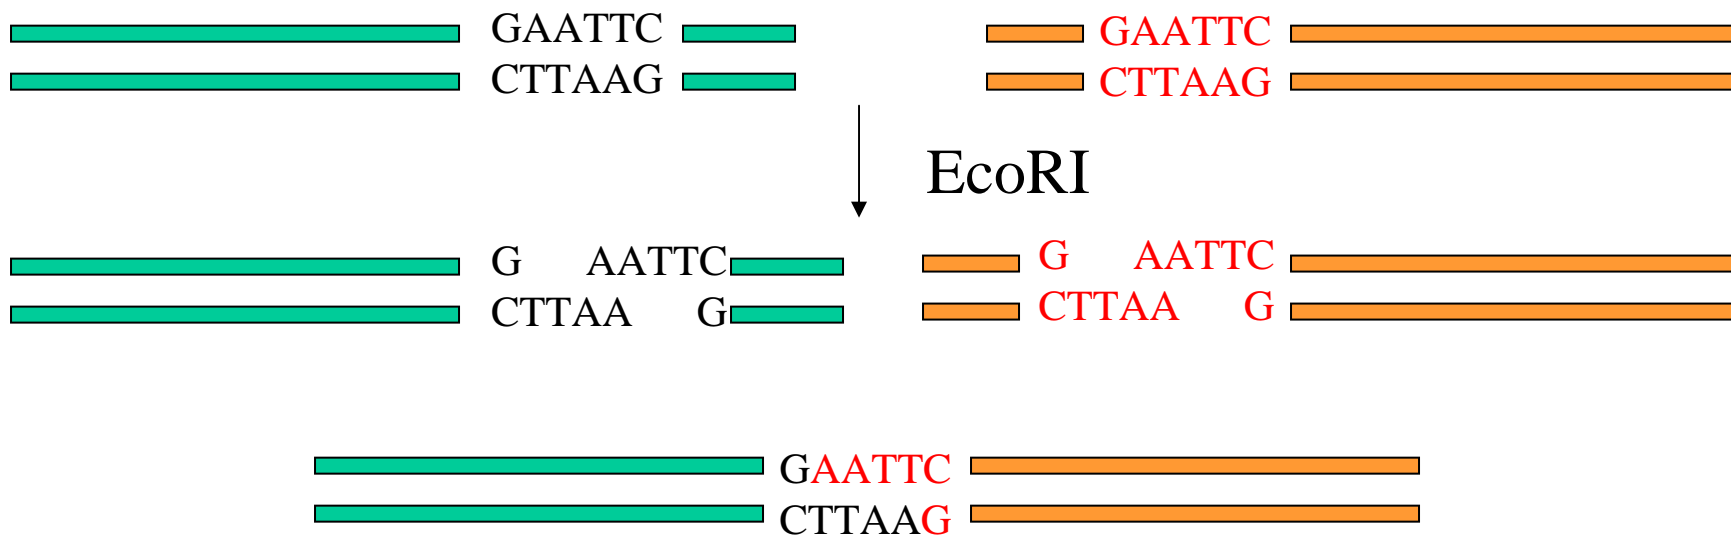 GAATTC GAATTC
CTTAAG CTTAAG
EcoRI
G AATTC G AATTC
CTTAA G CTTAA G
GAATTC
CTTAAG